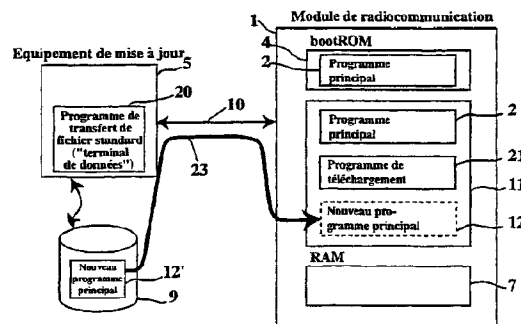 Module de radiocommunication
1
bootROM
4
2
Programme
principal
Equipement de mise à jour
5
20
Programme de
transfert de
fichier standard
("terminal
de données")
10
23
Programme
principal
2
Programme de
téléchargement
21
11
Nouveau pro-
gramme principal
12
RAM
7
Nouveau
programme
principal
12'
9